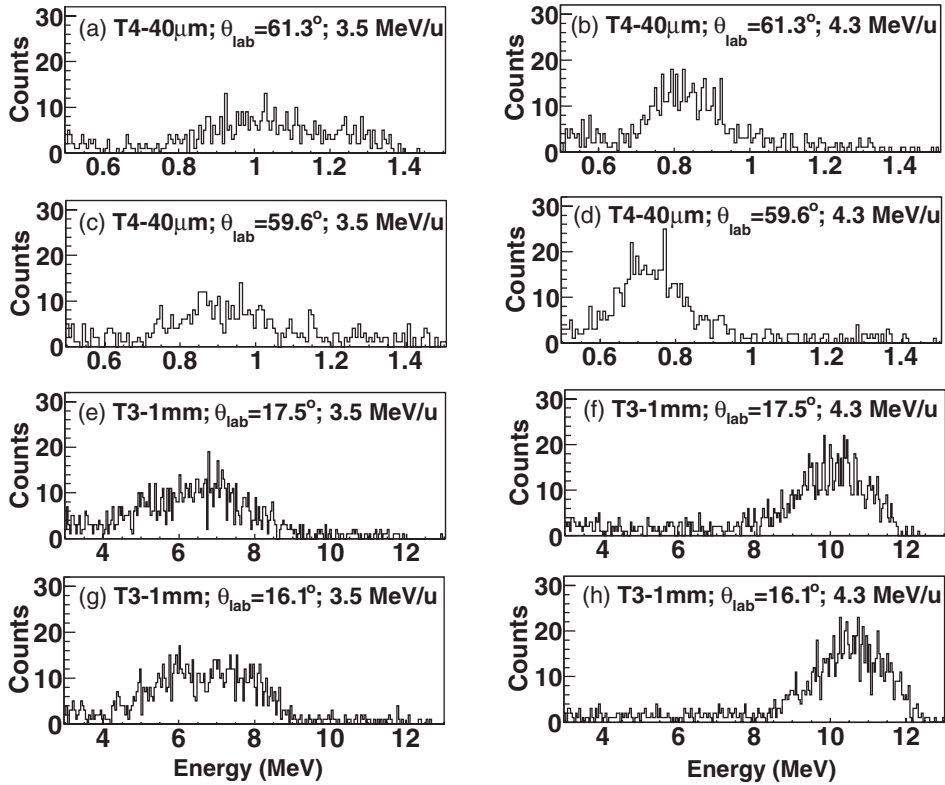 (a) T4-40μm; θlab=61.3°; 3.5 MeV/u
Counts
30
20
10
0
0.6 0.8 1 1.2 1.4
(b) T4-40μm; θlab=61.3°; 4.3 MeV/u
Counts
30
20
10
0
0.6 0.8 1 1.2 1.4
(c) T4-40μm; θlab=59.6°; 3.5 MeV/u
Counts
30
20
10
0
0.6 0.8 1 1.2 1.4
(d) T4-40μm; θlab=59.6°; 4.3 MeV/u
Counts
30
20
10
0
0.6 0.8 1 1.2 1.4
(e) T3-1mm; θlab=17.5°; 3.5 MeV/u
Counts
30
20
10
0
4 6 8 10 12
(f) T3-1mm; θlab=17.5°; 4.3 MeV/u
Counts
30
20
10
0
4 6 8 10 12
(g) T3-1mm; θlab=16.1°; 3.5 MeV/u
Counts
30
20
10
0
4 6 8 10 12
Energy (MeV)
(h) T3-1mm; θlab=16.1°; 4.3 MeV/u
Counts
30
20
10
0
4 6 8 10 12
Energy (MeV)